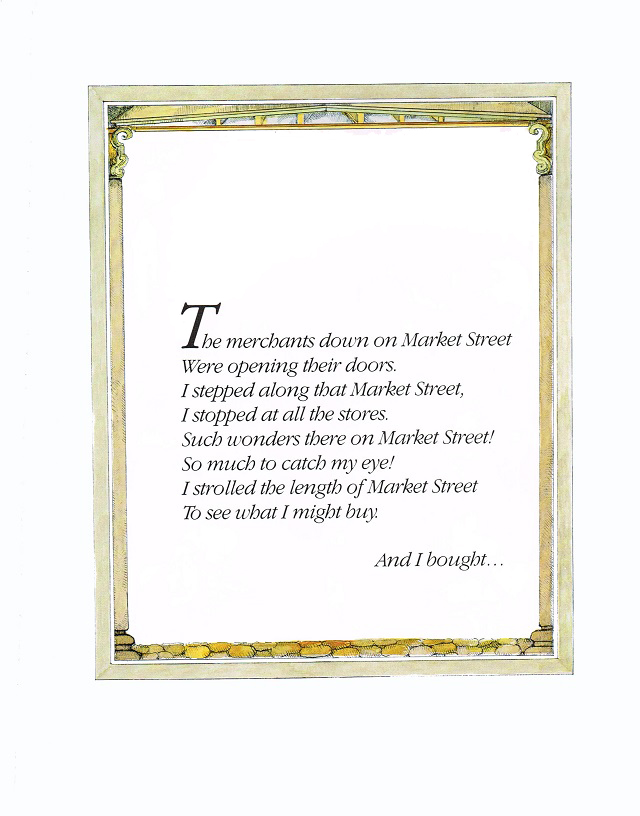 The merchants down on Market Street
Were opening their doors.
I stepped along that Market Street,
I stopped at all the stores.
Such wonders there on Market Street!
So much to catch my eye!
I strolled the length of Market Street
To see what I might buy.
And I bought…